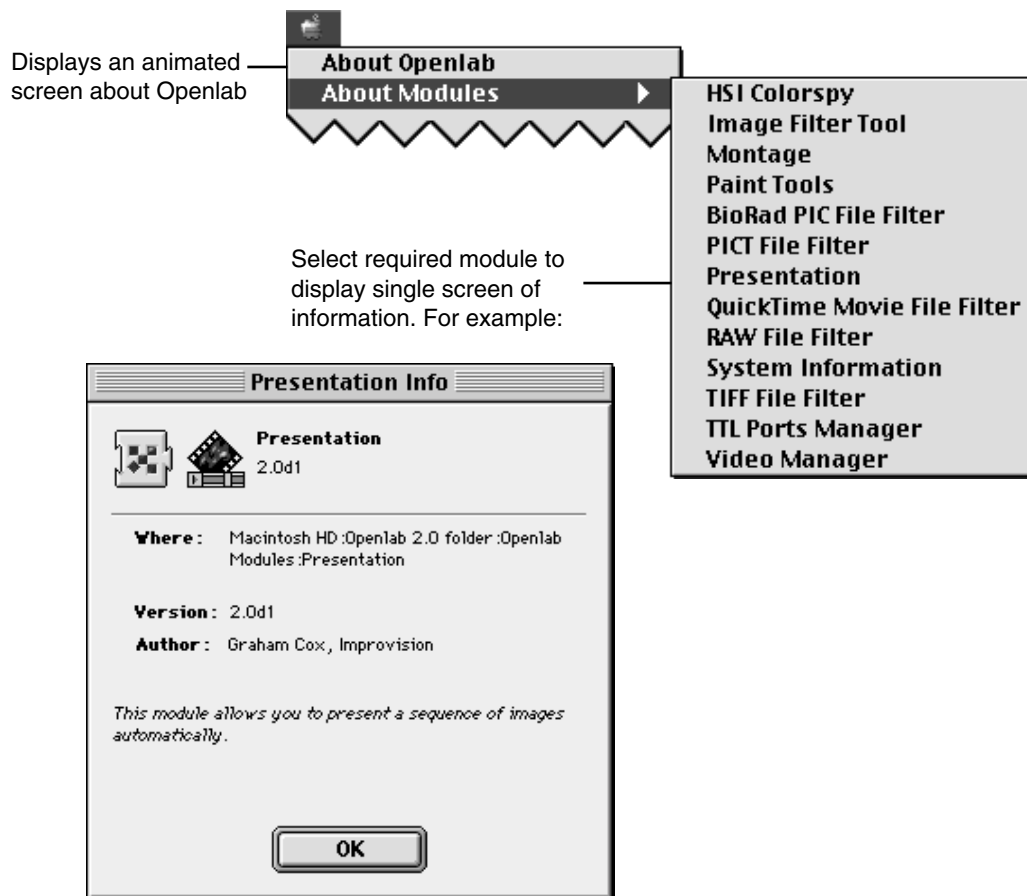 Displays an animated
screen about Openlab
About Openlab
About Modules
HSI Colorspy
Image Filter Tool
Montage
Paint Tools
BioRad PIC File Filter
PICT File Filter
Presentation
QuickTime Movie File Filter
RAW File Filter
System Information
TIFF File Filter
TTL Ports Manager
Video Manager
Select required module to
display single screen of
information. For example:
Presentation Info
Presentation
2.0d1
Where: Macintosh HD:Openlab 2.0 folder:Openlab
Modules:Presentation
Version: 2.0d1
Author: Graham Cox, Improvision
This module allows you to present a sequence of images
automatically.
OK